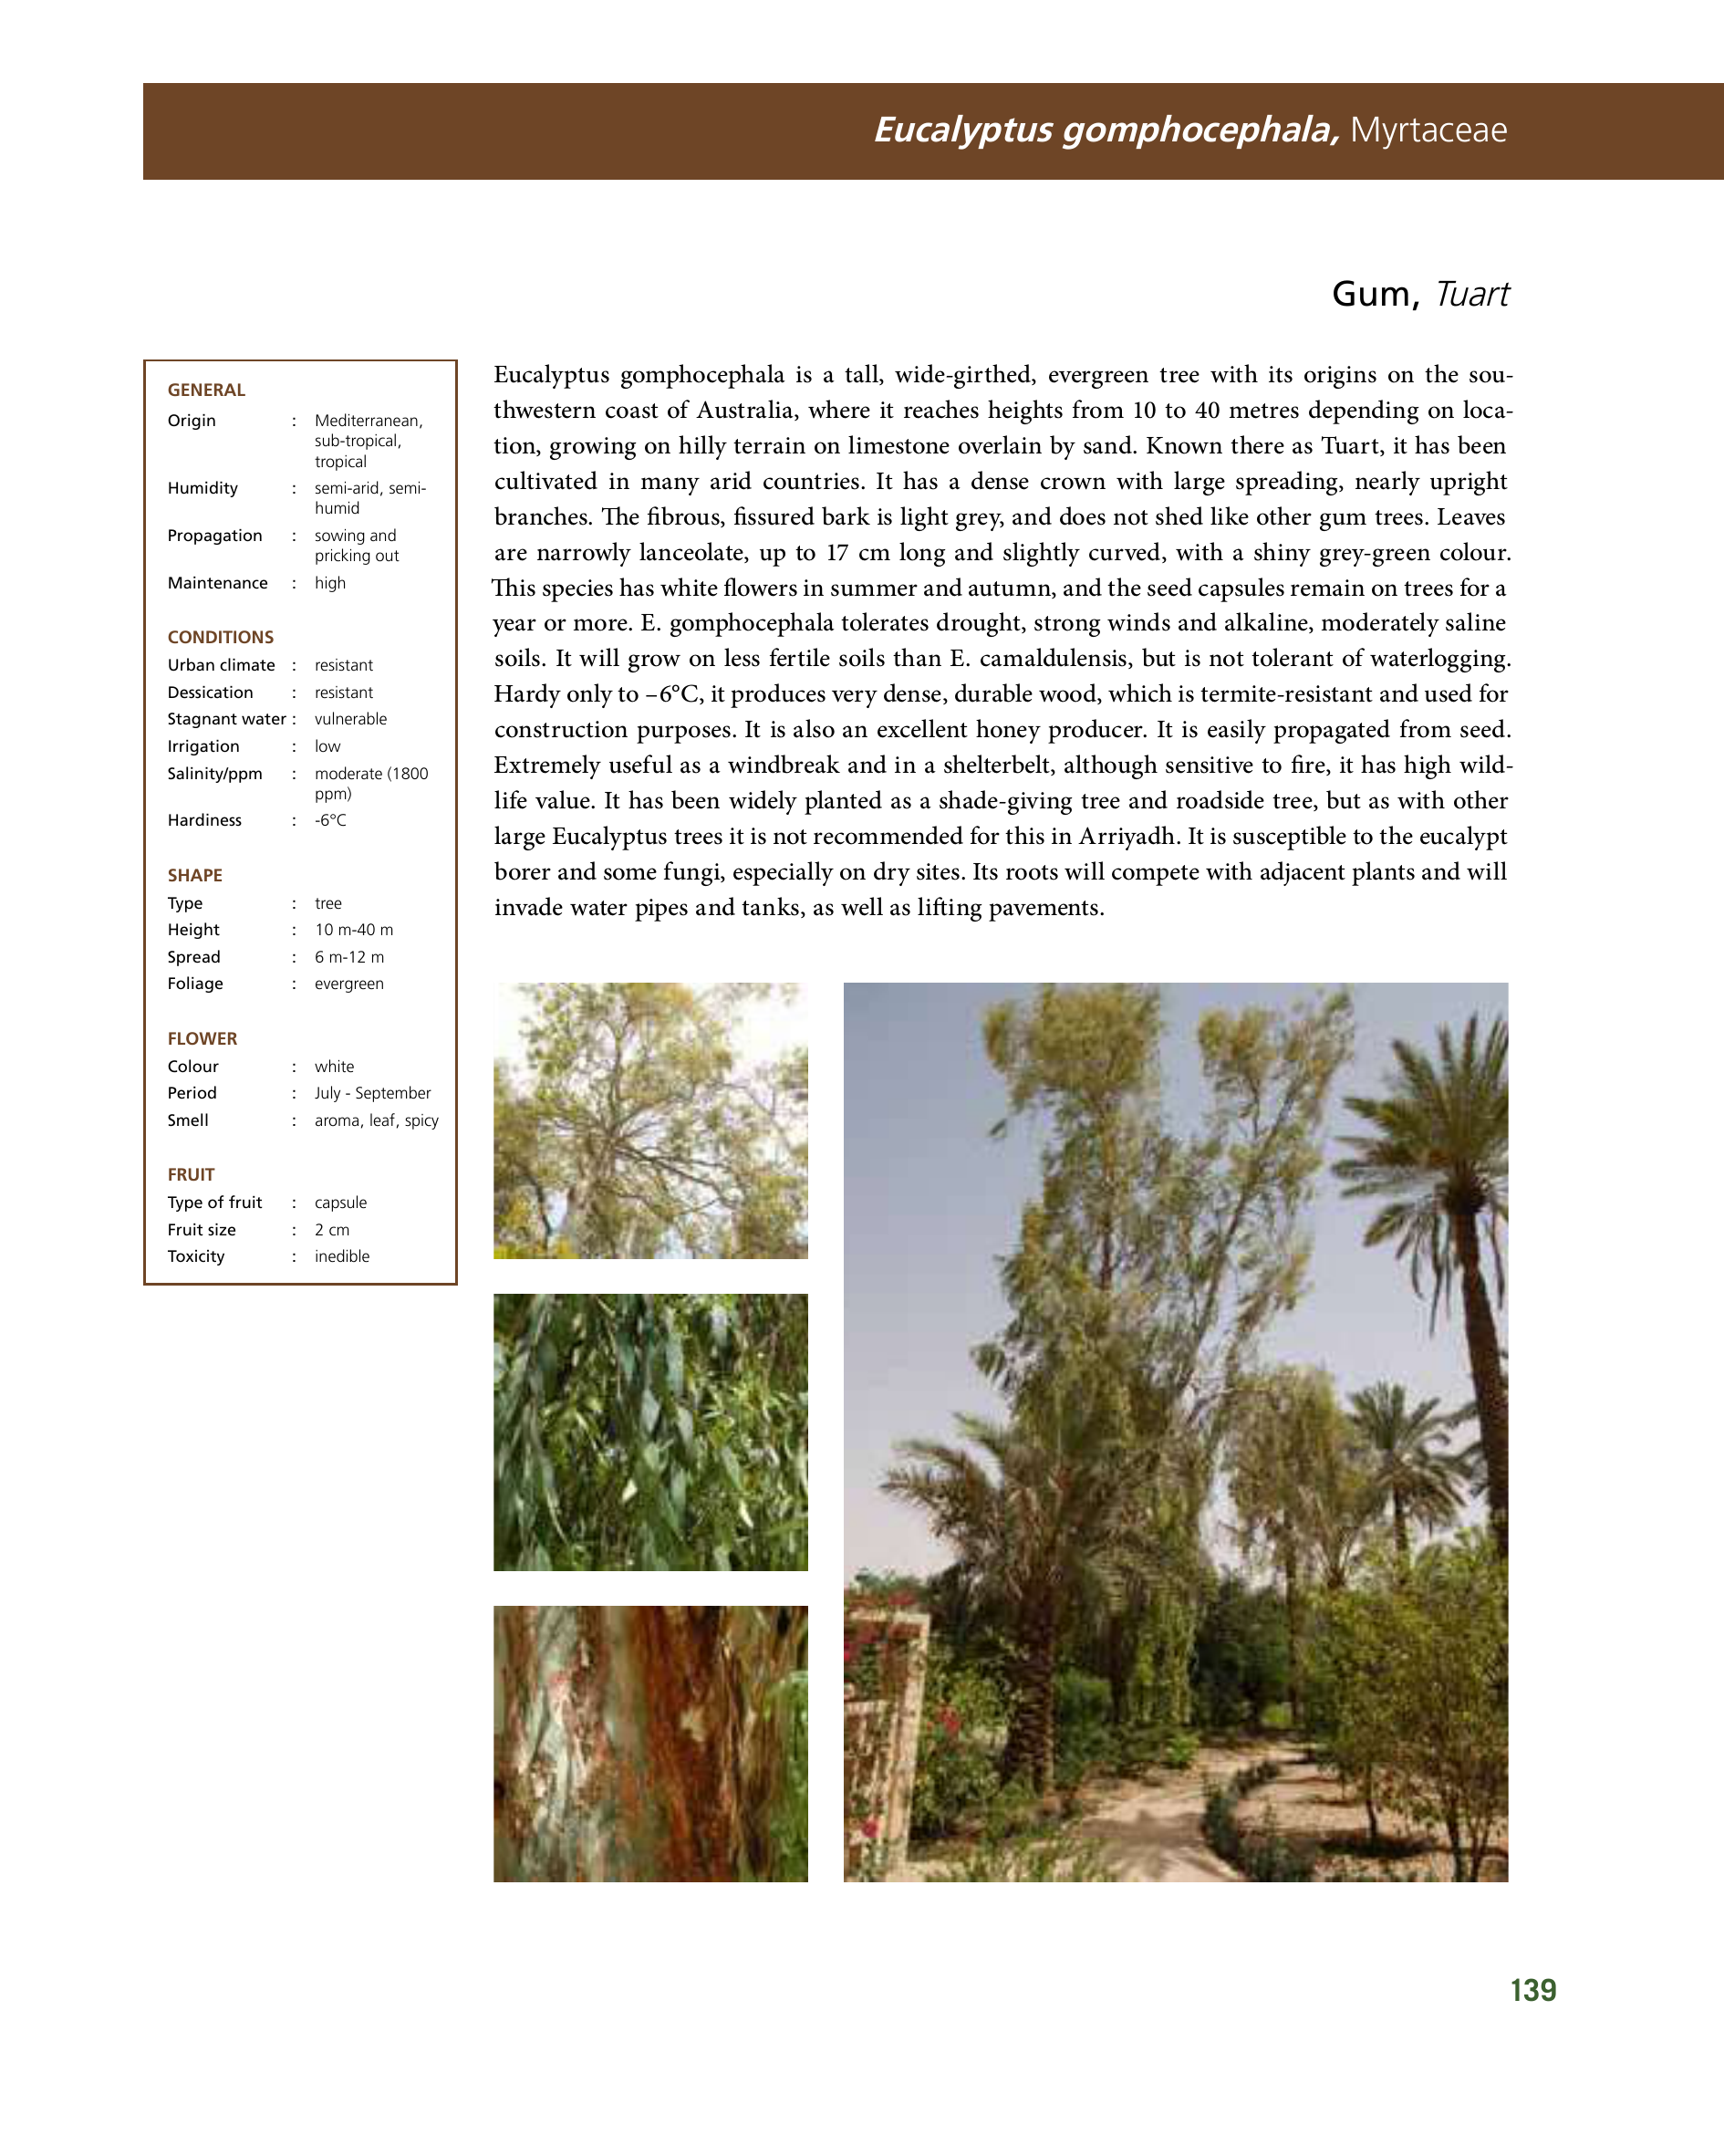 Eucalyptus gomphocephala, Myrtaceae
Gum, Tuart
GENERAL
Origin : Mediterranean,
sub-tropical,
tropical
Humidity : semi-arid, semi-
humid
Propagation : sowing and
pricking out
Maintenance : high
CONDITIONS
Urban climate : resistant
Dessication : resistant
Stagnant water : vulnerable
Irrigation : low
Salinity/ppm : moderate (1800
ppm)
Hardiness : -6°C
SHAPE
Type : tree
Height : 10 m-40 m
Spread : 6 m-12 m
Foliage : evergreen
FLOWER
Colour : white
Period : July - September
Smell : aroma, leaf, spicy
FRUIT
Type of fruit : capsule
Fruit size : 2 cm
Toxicity : inedible
Eucalyptus gomphocephala is a tall, wide-girthed, evergreen tree with its origins on the sou-
thwestern coast of Australia, where it reaches heights from 10 to 40 metres depending on loca-
tion, growing on hilly terrain on limestone overlain by sand. Known there as Tuart, it has been
cultivated in many arid countries. It has a dense crown with large spreading, nearly upright
branches. The fibrous, fissured bark is light grey, and does not shed like other gum trees. Leaves
are narrowly lanceolate, up to 17 cm long and slightly curved, with a shiny grey-green colour.
This species has white flowers in summer and autumn, and the seed capsules remain on trees for a
year or more. E. gomphocephala tolerates drought, strong winds and alkaline, moderately saline
soils. It will grow on less fertile soils than E. camaldulensis, but is not tolerant of waterlogging.
Hardy only to –6°C, it produces very dense, durable wood, which is termite-resistant and used for
construction purposes. It is also an excellent honey producer. It is easily propagated from seed.
Extremely useful as a windbreak and in a shelterbelt, although sensitive to fire, it has high wild-
life value. It has been widely planted as a shade-giving tree and roadside tree, but as with other
large Eucalyptus trees it is not recommended for this in Arriyadh. It is susceptible to the eucalypt
borer and some fungi, especially on dry sites. Its roots will compete with adjacent plants and will
invade water pipes and tanks, as well as lifting pavements.
139